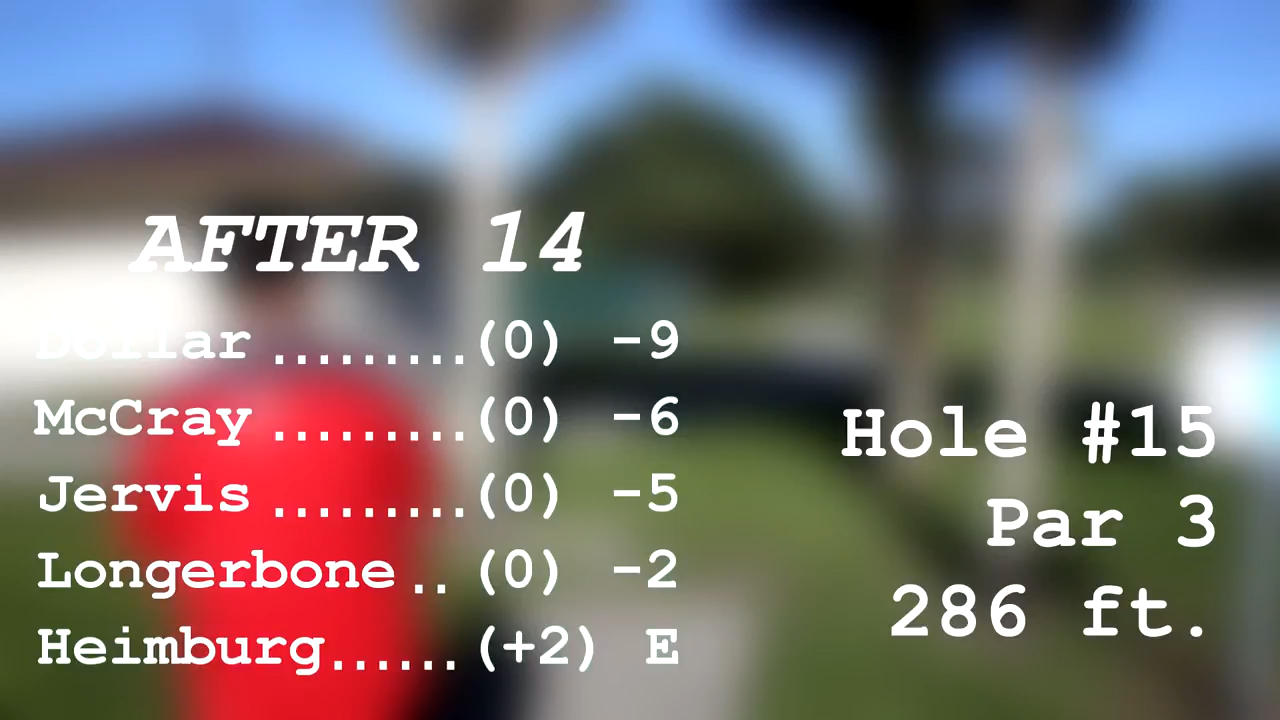 AFTER 14
Dollar .........(0) -9
McCray .........(0) -6
Jervis .........(0) -5
Longerbone .. (0) -2
Heimburg......(+2) E
Hole #15
Par 3
286 ft.